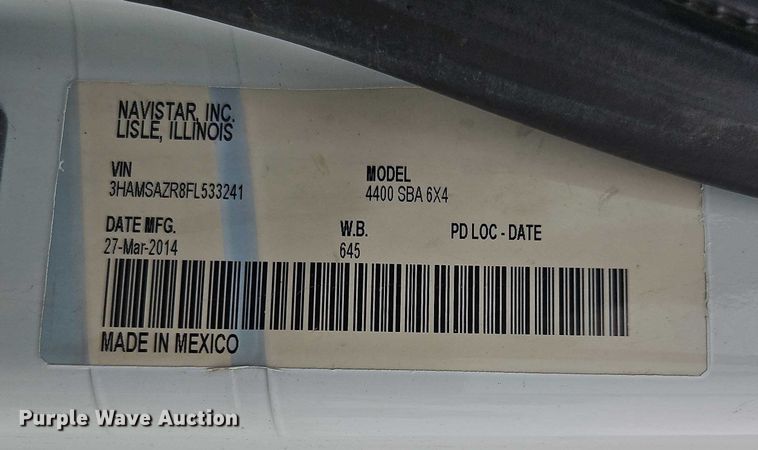 NAVISTAR, INC.
LISLE, ILLINOIS
VIN MODEL
3HAMSAZR8FL533241 4400 SBA 6X4
DATE MFG. W.B. PD LOC - DATE
27-Mar-2014 645
MADE IN MEXICO
Purple Wave Auction